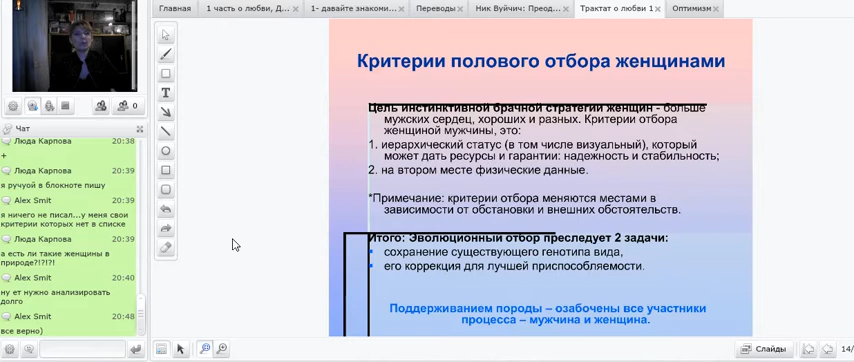 Главная
1 часть о любви, Д...
1- давайте знакоми...
Переводы
Ник Вуйчич: Преод...
Трактат о любви 1
Оптимизм
0
Чат
Люда Карпова 20:38
+
Люда Карпова 20:39
я ручуой в блокноте пишу
Alex Smit 20:39
я ничего не писал...у меня свои
критерии которых нет в списке
Люда Карпова 20:39
а есть ли такие женщины в
природе?!?!?!
Alex Smit 20:40
ну ет нужно анализировать
долго
Alex Smit 20:48
все верно)
Критерии полового отбора женщинами
Цель инстинктивной брачной стратегии женщин - больше
мужских сердец, хороших и разных. Критерии отбора
женщиной мужчины, это:
1. иерархический статус (в том числе визуальный), который
может дать ресурсы и гарантии: надежность и стабильность;
2. на втором месте физические данные.
*Примечание: критерии отбора меняются местами в
зависимости от обстановки и внешних обстоятельств.
Итого: Эволюционный отбор преследует 2 задачи:
сохранение существующего генотипа вида,
его коррекция для лучшей приспособляемости.
Поддерживанием породы – озабочены все участники
процесса – мужчина и женщина.
Слайды
14/